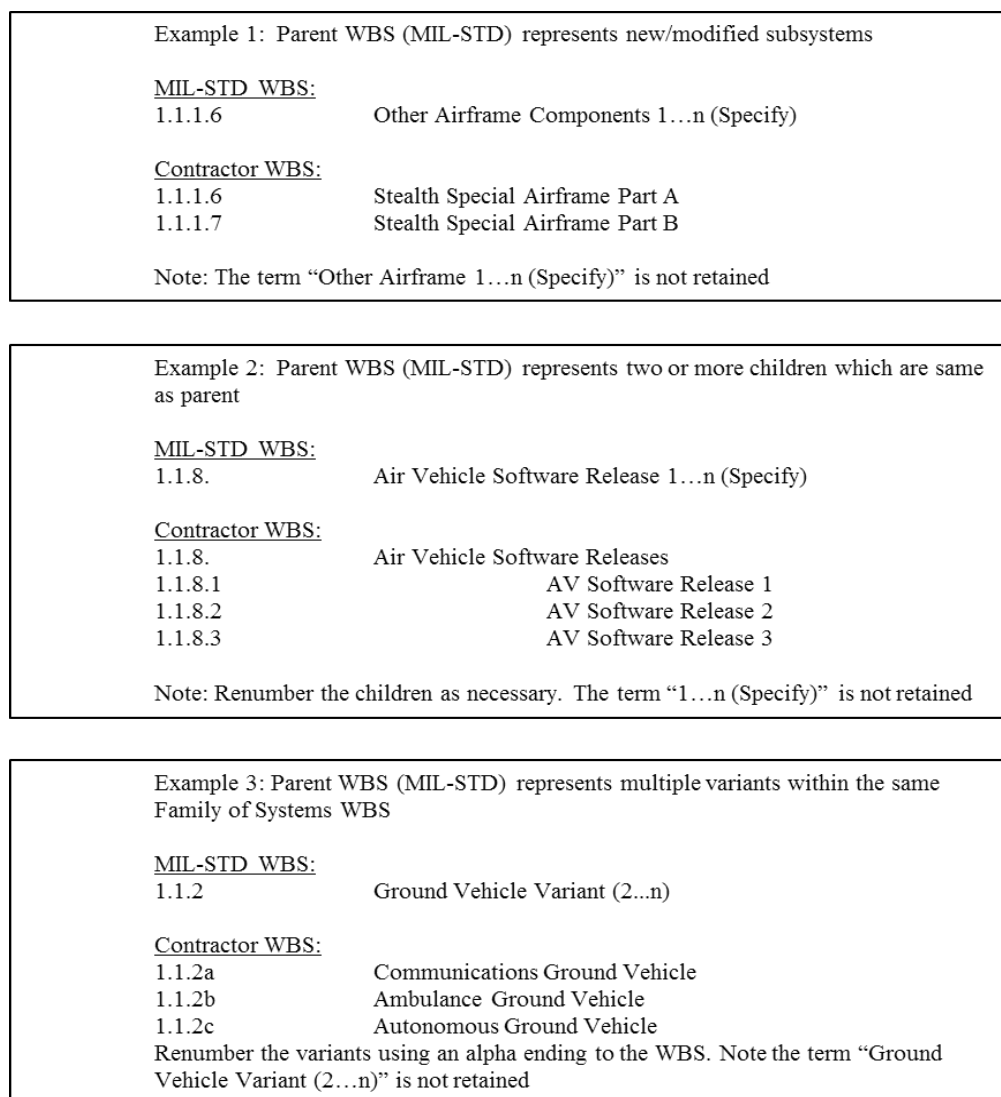 Example 1: Parent WBS (MIL-STD) represents new/modified subsystems
MIL-STD WBS:
1.1.1.6 Other Airframe Components 1…n (Specify)
Contractor WBS:
1.1.1.6 Stealth Special Airframe Part A
1.1.1.7 Stealth Special Airframe Part B
Note: The term “Other Airframe 1…n (Specify)” is not retained
Example 2: Parent WBS (MIL-STD) represents two or more children which are same
as parent
MIL-STD WBS:
1.1.8. Air Vehicle Software Release 1…n (Specify)
Contractor WBS:
1.1.8. Air Vehicle Software Releases
1.1.8.1 AV Software Release 1
1.1.8.2 AV Software Release 2
1.1.8.3 AV Software Release 3
Note: Renumber the children as necessary. The term “1…n (Specify)” is not retained
Example 3: Parent WBS (MIL-STD) represents multiple variants within the same
Family of Systems WBS
MIL-STD WBS:
1.1.2 Ground Vehicle Variant (2...n)
Contractor WBS:
1.1.2a Communications Ground Vehicle
1.1.2b Ambulance Ground Vehicle
1.1.2c Autonomous Ground Vehicle
Renumber the variants using an alpha ending to the WBS. Note the term “Ground
Vehicle Variant (2…n)” is not retained